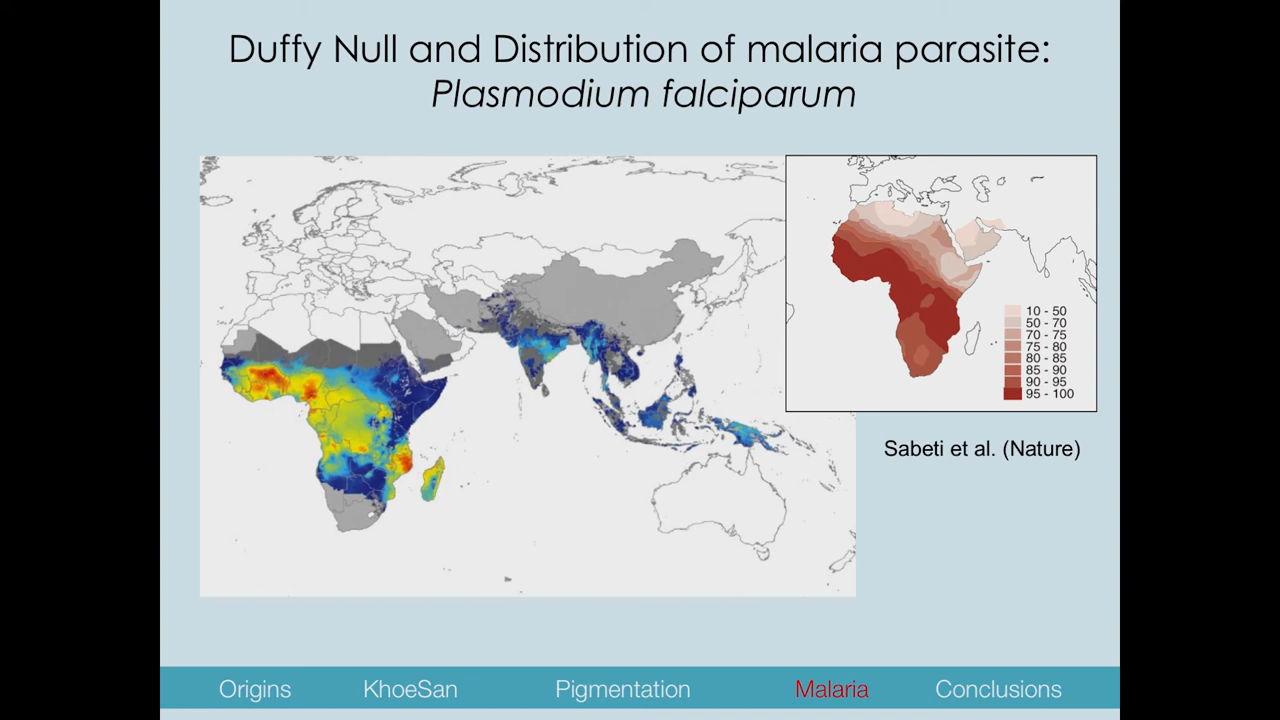 Duffy Null and Distribution of malaria parasite:
Plasmodium falciparum
10 - 50
50 - 70
70 - 75
75 - 80
80 - 85
85 - 90
90 - 95
95 - 100
Sabeti et al. (Nature)
Origins KhoeSan Pigmentation Malaria Conclusions